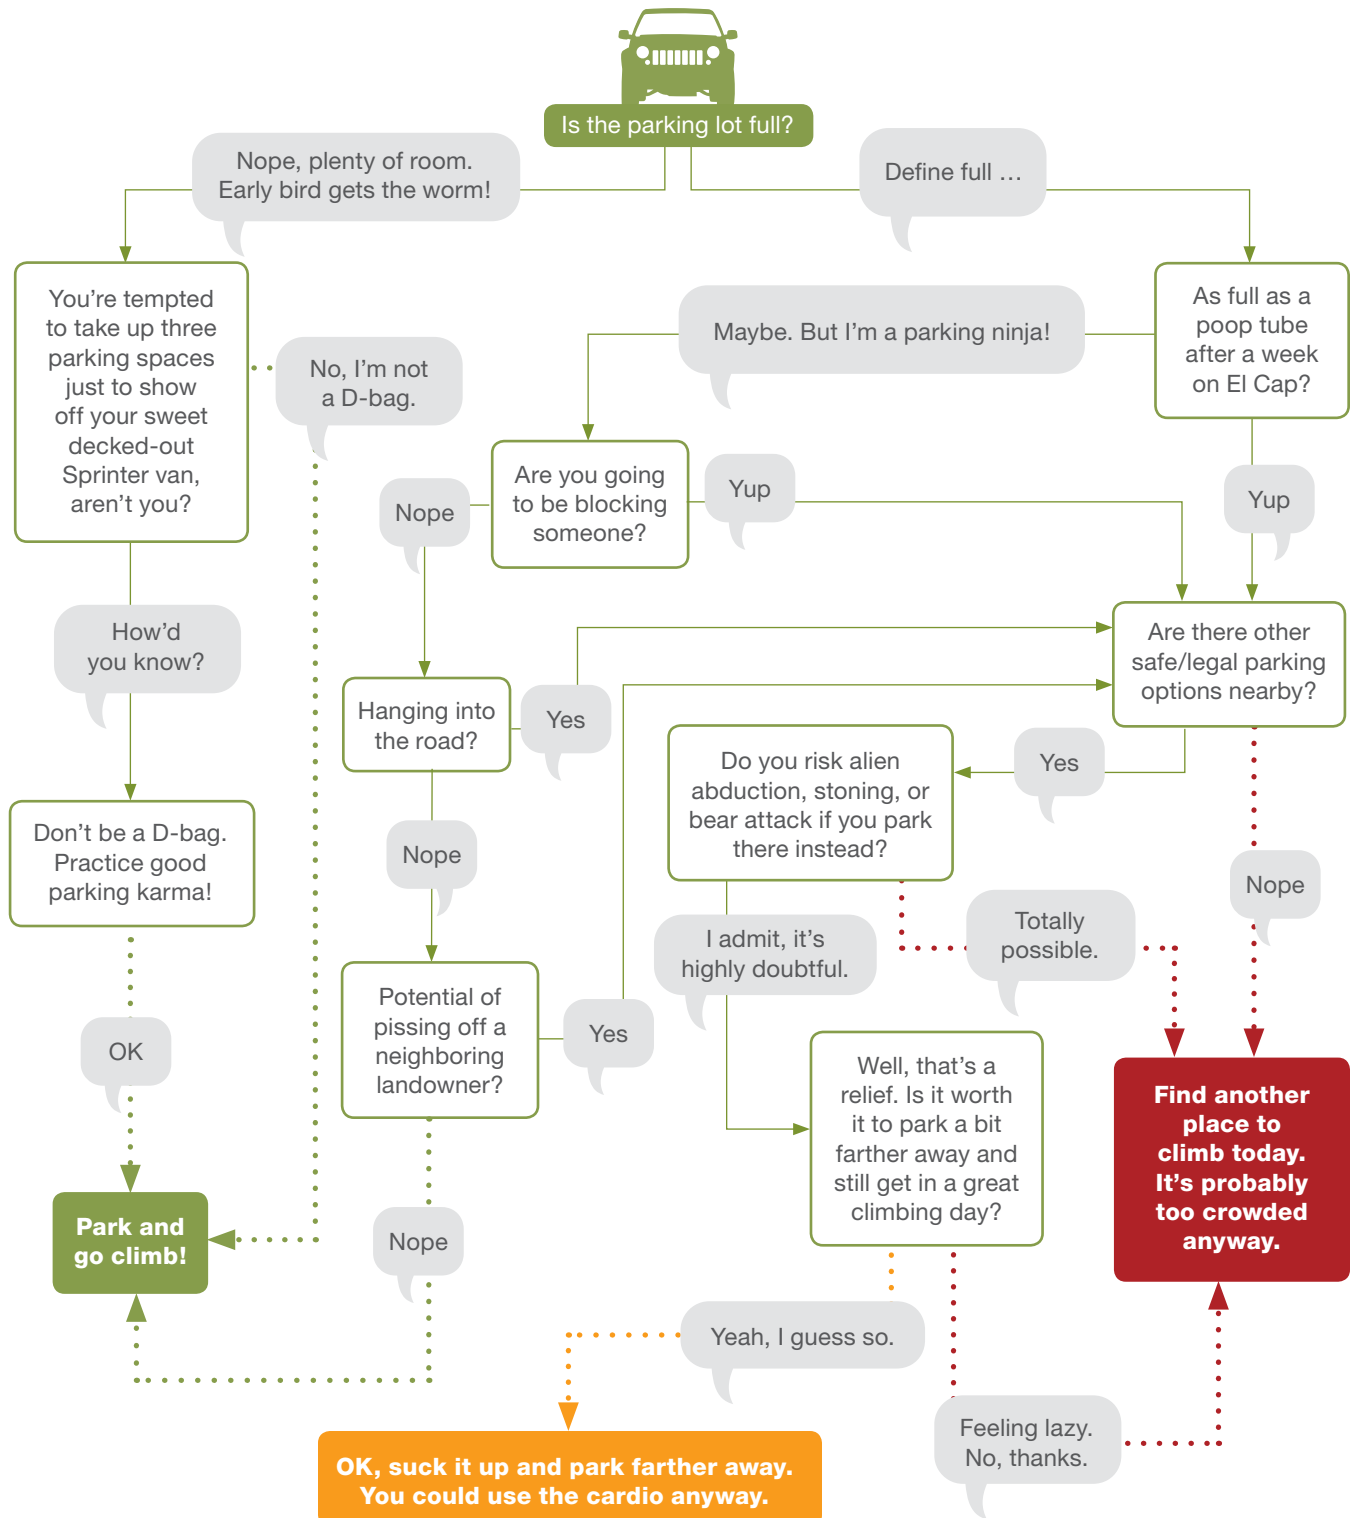 Is the parking lot full?
Nope, plenty of room.
Early bird gets the worm!
Define full …
You’re tempted
to take up three
parking spaces
just to show
off your sweet
decked-out
Sprinter van,
aren’t you?
No, I’m not
a D-bag.
Maybe. But I’m a parking ninja!
As full as a
poop tube
after a week
on El Cap?
Are you going
to be blocking
someone?
Nope
Yup
Yup
How’d
you know?
Hanging into
the road?
Yes
Are there other
safe/legal parking
options nearby?
Do you risk alien
abduction, stoning, or
bear attack if you park
there instead?
Yes
Don’t be a D-bag.
Practice good
parking karma!
Nope
Nope
I admit, it’s
highly doubtful.
Totally
possible.
Potential of
pissing off a
neighboring
landowner?
Yes
OK
Well, that’s a
relief. Is it worth
it to park a bit
farther away and
still get in a great
climbing day?
Find another
place to
climb today.
It’s probably
too crowded
anyway.
Park and
go climb!
Nope
Yeah, I guess so.
Feeling lazy.
No, thanks.
OK, suck it up and park farther away.
You could use the cardio anyway.